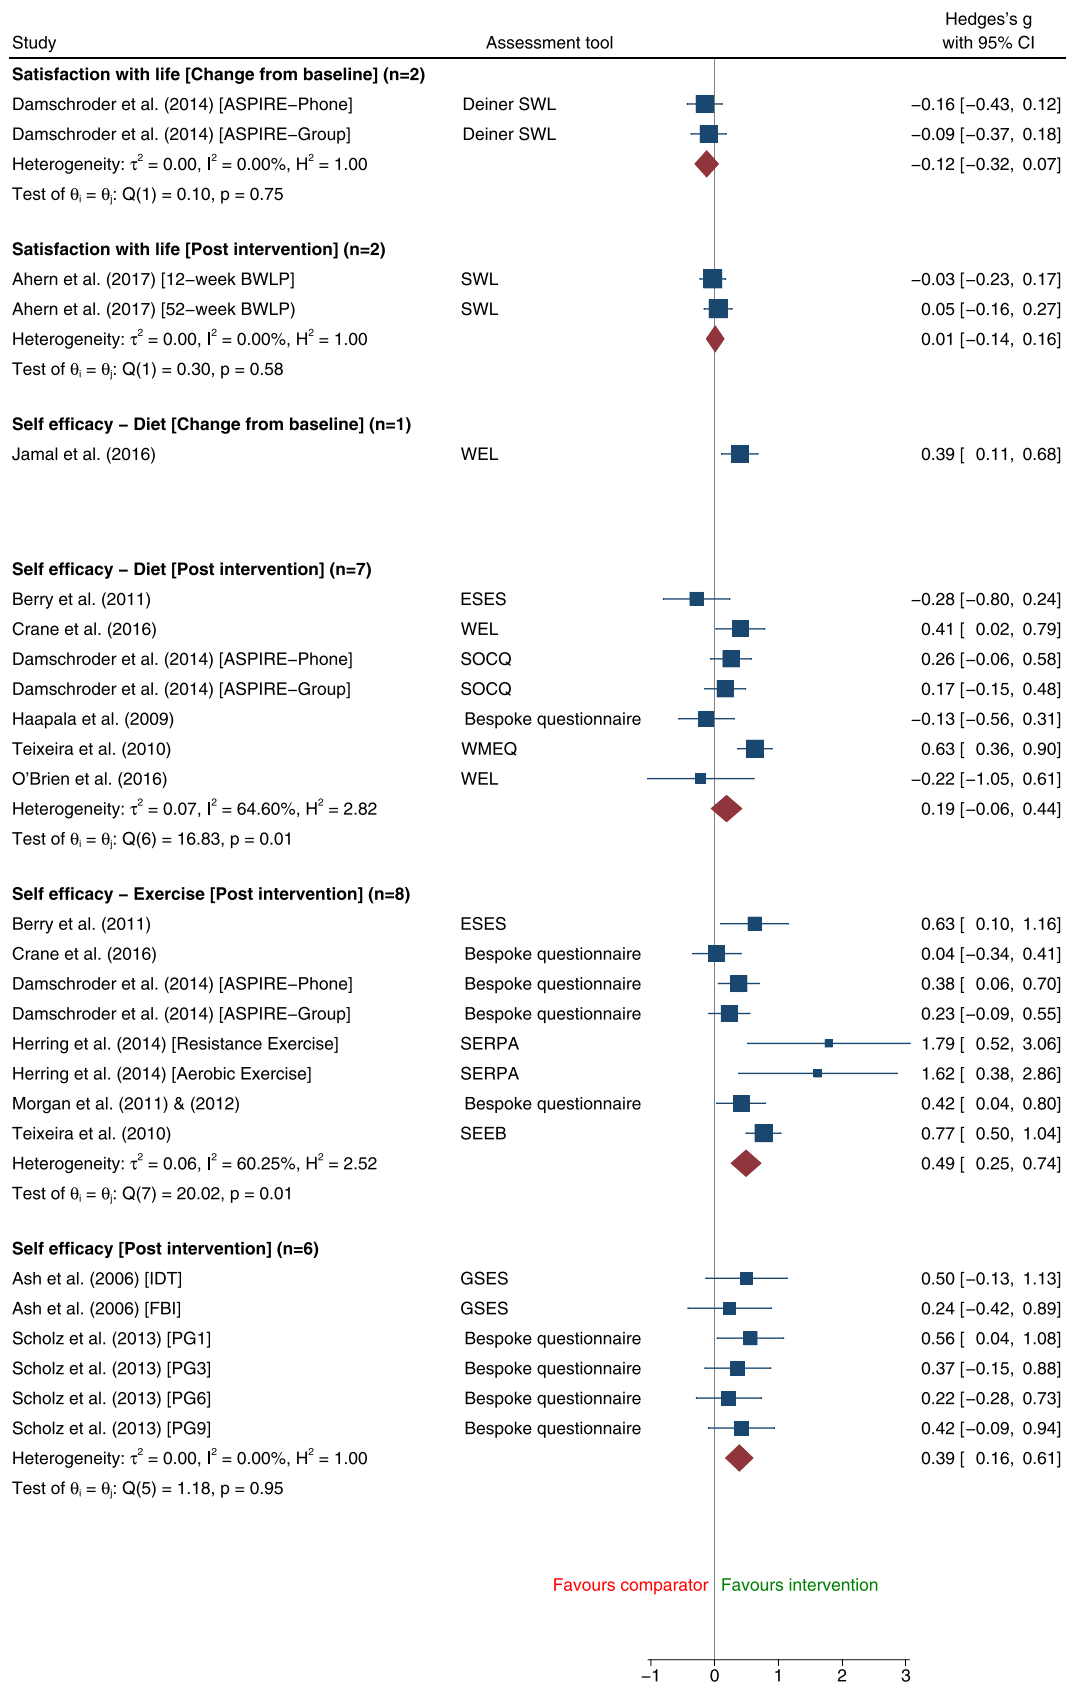 Hedges's g
Study Assessment tool with 95% CI
Satisfaction with life [Change from baseline] (n=2)
Damschroder et al. (2014) [ASPIRE−Phone] Deiner SWL −0.16 [−0.43, 0.12]
Damschroder et al. (2014) [ASPIRE−Group] Deiner SWL −0.09 [−0.37, 0.18]
Heterogeneity: τ² = 0.00, I² = 0.00%, H² = 1.00 −0.12 [−0.32, 0.07]
Test of θᵢ = θⱼ: Q(1) = 0.10, p = 0.75
Satisfaction with life [Post intervention] (n=2)
Ahern et al. (2017) [12−week BWLP] SWL −0.03 [−0.23, 0.17]
Ahern et al. (2017) [52−week BWLP) SWL 0.05 [−0.16, 0.27]
Heterogeneity: τ² = 0.00, I² = 0.00%, H² = 1.00 0.01 [−0.14, 0.16]
Test of θᵢ = θⱼ: Q(1) = 0.30, p = 0.58
Self efficacy − Diet [Change from baseline] (n=1)
Jamal et al. (2016) WEL 0.39 [ 0.11, 0.68]
Self efficacy − Diet [Post intervention] (n=7)
Berry et al. (2011) ESES −0.28 [−0.80, 0.24]
Crane et al. (2016) WEL 0.41 [ 0.02, 0.79]
Damschroder et al. (2014) [ASPIRE−Phone] SOCQ 0.26 [−0.06, 0.58]
Damschroder et al. (2014) [ASPIRE−Group] SOCQ 0.17 [−0.15, 0.48]
Haapala et al. (2009) Bespoke questionnaire −0.13 [−0.56, 0.31]
Teixeira et al. (2010) WMEQ 0.63 [ 0.36, 0.90]
O'Brien et al. (2016) WEL −0.22 [−1.05, 0.61]
Heterogeneity: τ² = 0.07, I² = 64.60%, H² = 2.82 0.19 [−0.06, 0.44]
Test of θᵢ = θⱼ: Q(6) = 16.83, p = 0.01
Self efficacy − Exercise [Post intervention] (n=8)
Berry et al. (2011) ESES 0.63 [ 0.10, 1.16]
Crane et al. (2016) Bespoke questionnaire 0.04 [−0.34, 0.41]
Damschroder et al. (2014) [ASPIRE−Phone] Bespoke questionnaire 0.38 [ 0.06, 0.70]
Damschroder et al. (2014) [ASPIRE−Group] Bespoke questionnaire 0.23 [−0.09, 0.55]
Herring et al. (2014) [Resistance Exercise] SERPA 1.79 [ 0.52, 3.06]
Herring et al. (2014) [Aerobic Exercise] SERPA 1.62 [ 0.38, 2.86]
Morgan et al. (2011) & (2012) Bespoke questionnaire 0.42 [ 0.04, 0.80]
Teixeira et al. (2010) SEEB 0.77 [ 0.50, 1.04]
Heterogeneity: τ² = 0.06, I² = 60.25%, H² = 2.52 0.49 [ 0.25, 0.74]
Test of θᵢ = θⱼ: Q(7) = 20.02, p = 0.01
Self efficacy [Post intervention] (n=6)
Ash et al. (2006) [IDT] GSES 0.50 [−0.13, 1.13]
Ash et al. (2006) [FBI] GSES 0.24 [−0.42, 0.89]
Scholz et al. (2013) [PG1] Bespoke questionnaire 0.56 [ 0.04, 1.08]
Scholz et al. (2013) [PG3] Bespoke questionnaire 0.37 [−0.15, 0.88]
Scholz et al. (2013) [PG6] Bespoke questionnaire 0.22 [−0.28, 0.73]
Scholz et al. (2013) [PG9] Bespoke questionnaire 0.42 [−0.09, 0.94]
Heterogeneity: τ² = 0.00, I² = 0.00%, H² = 1.00 0.39 [ 0.16, 0.61]
Test of θᵢ = θⱼ: Q(5) = 1.18, p = 0.95
Favours comparator Favours intervention
−1 0 1 2 3